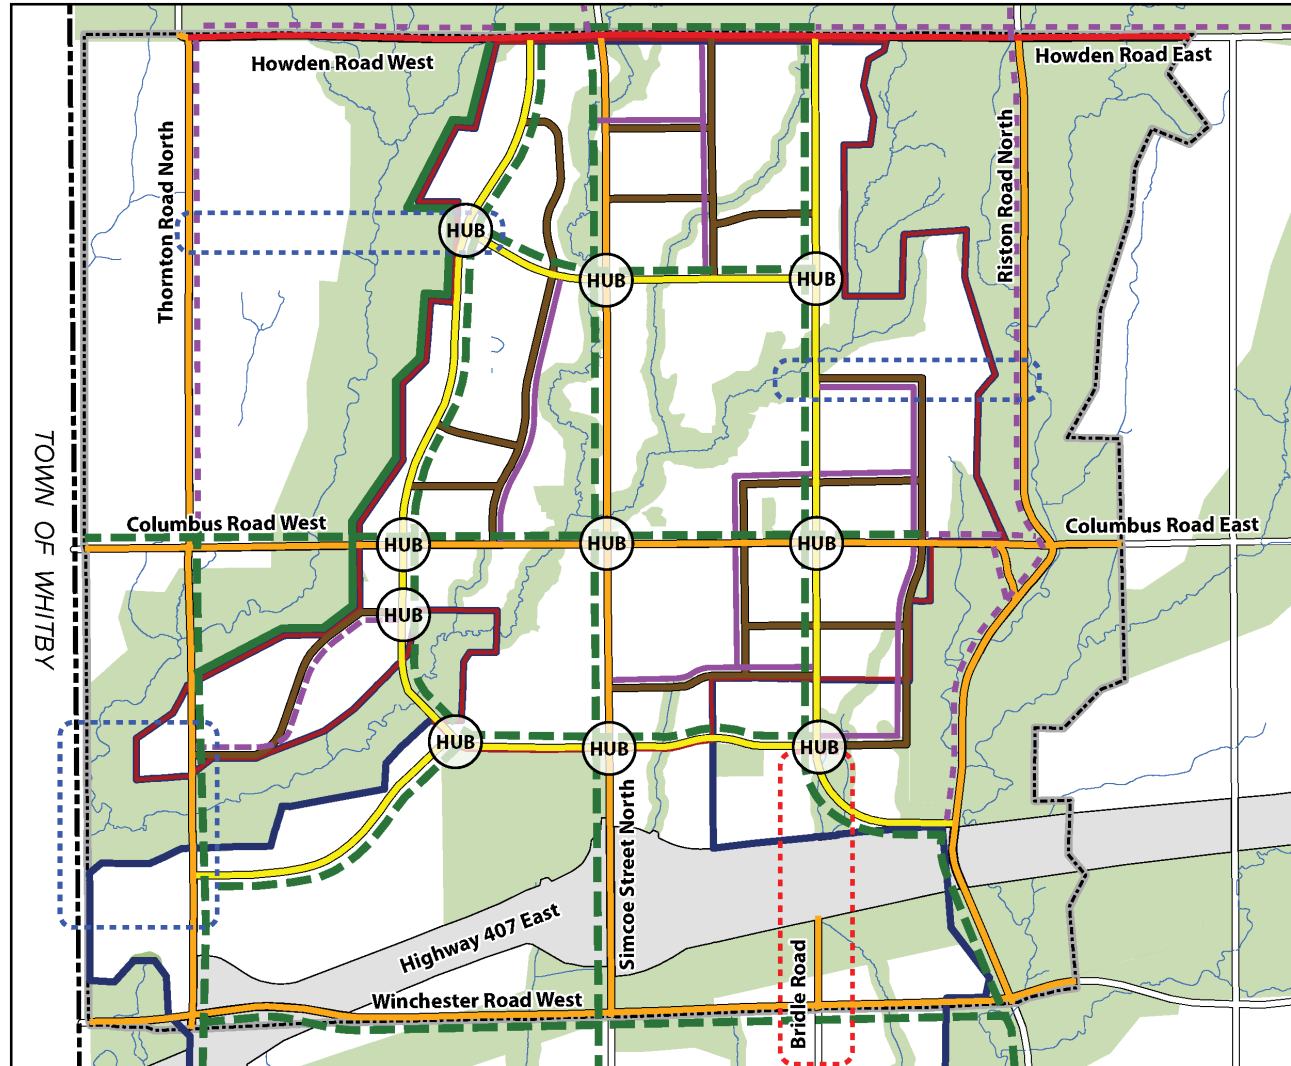 Howden Road West
Howden Road East
Thornton Road North
Riston Road North
HUB
HUB
HUB
TOWN OF WHITBY
Columbus Road West
Columbus Road East
HUB
HUB
HUB
HUB
HUB
HUB
HUB
Simcoe Street North
Highway 407 East
Bridle Road
Winchester Road West